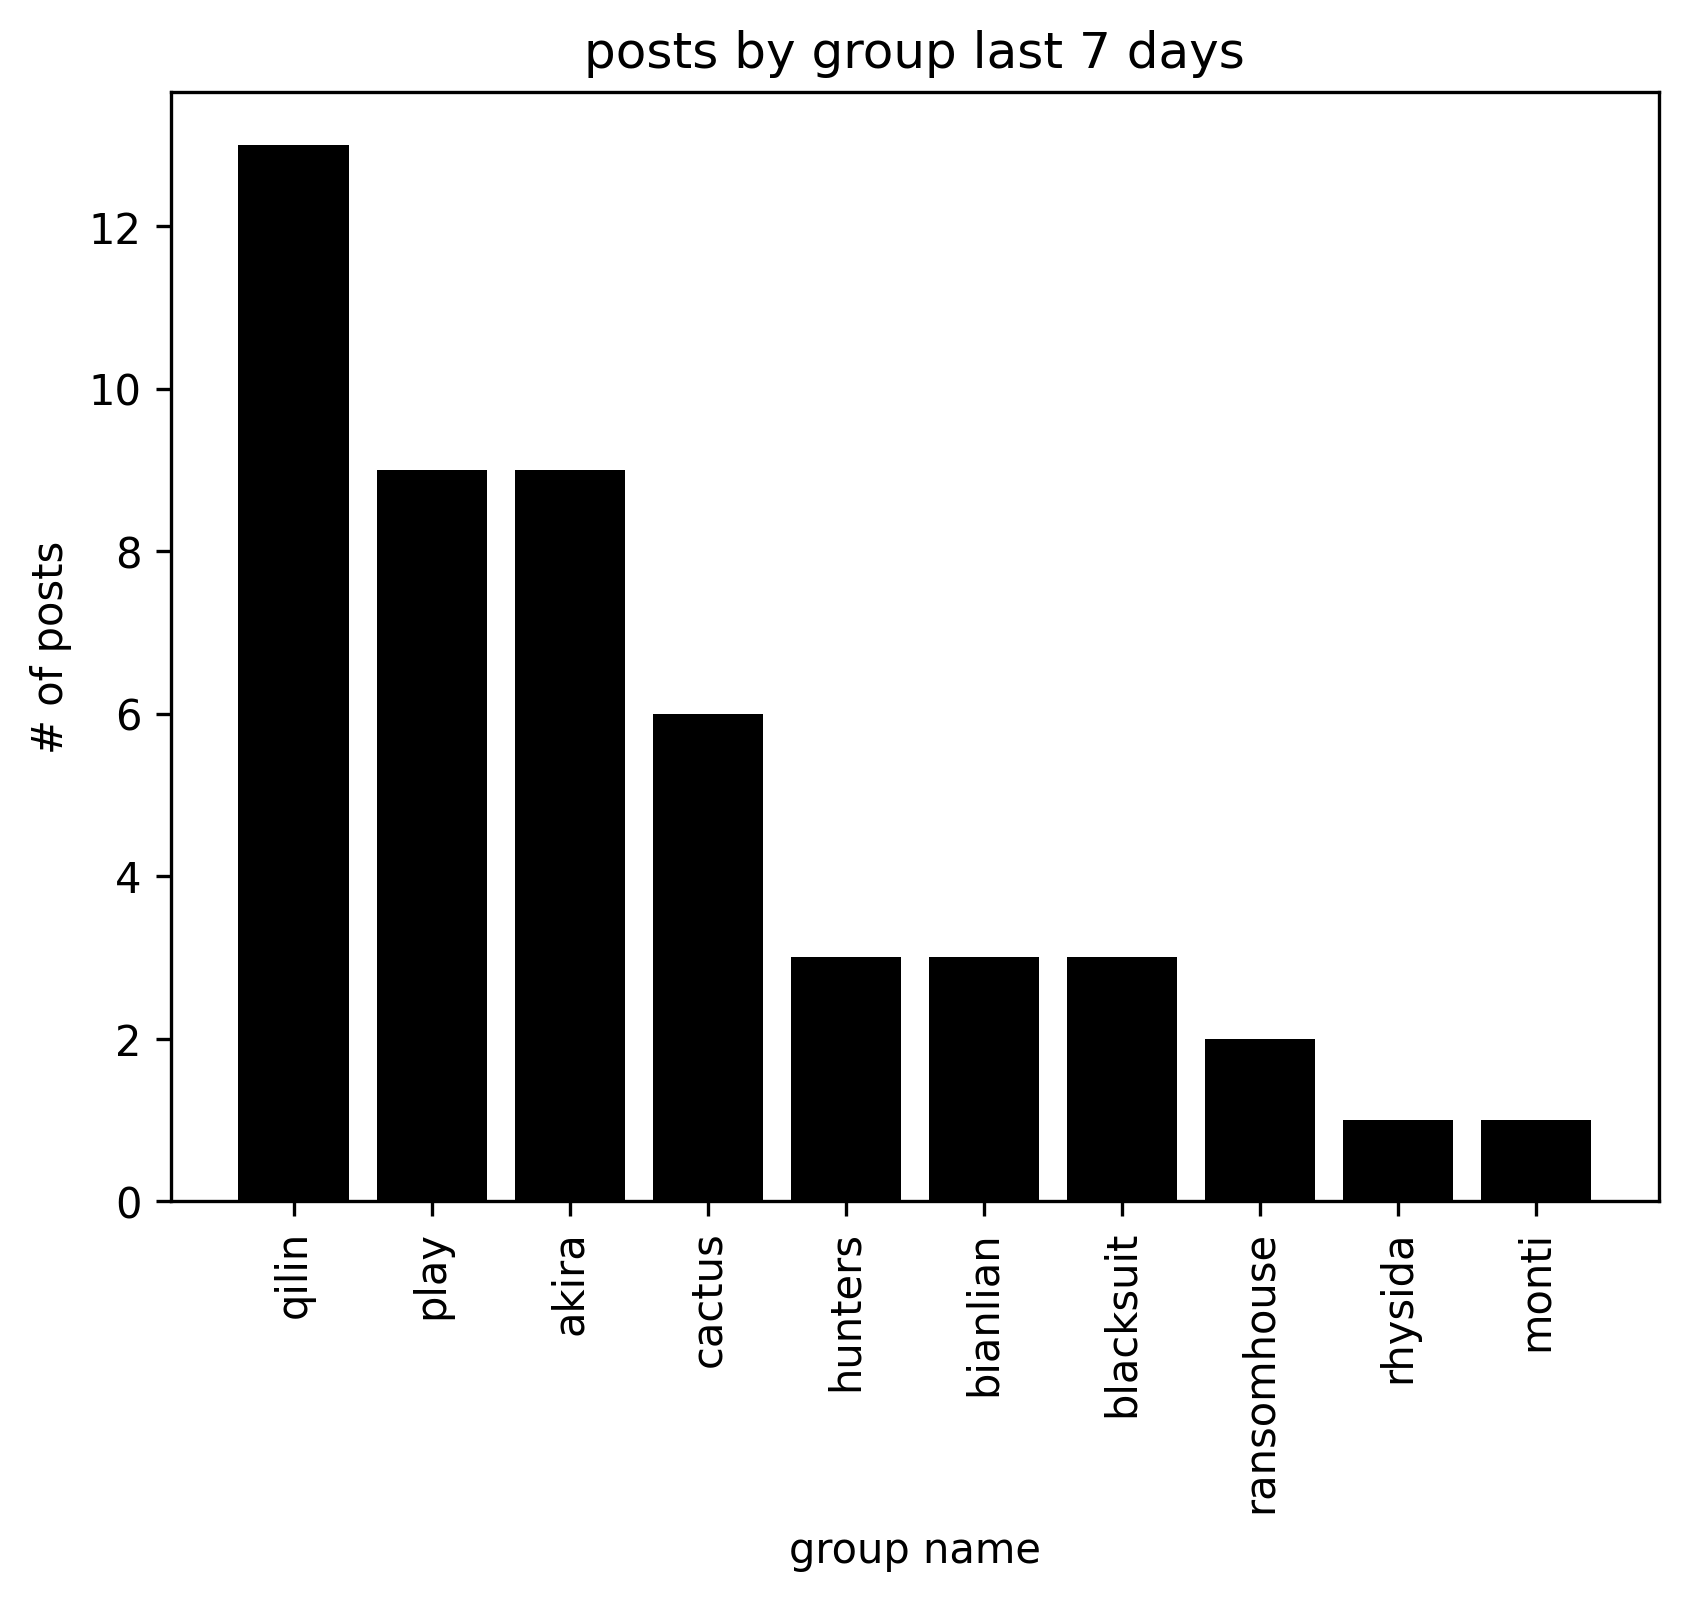 posts by group last 7 days
# of posts
12
10
8
6
4
2
0
qilin
play
akira
cactus
hunters
bianlian
blacksuit
ransomhouse
rhysida
monti
group name